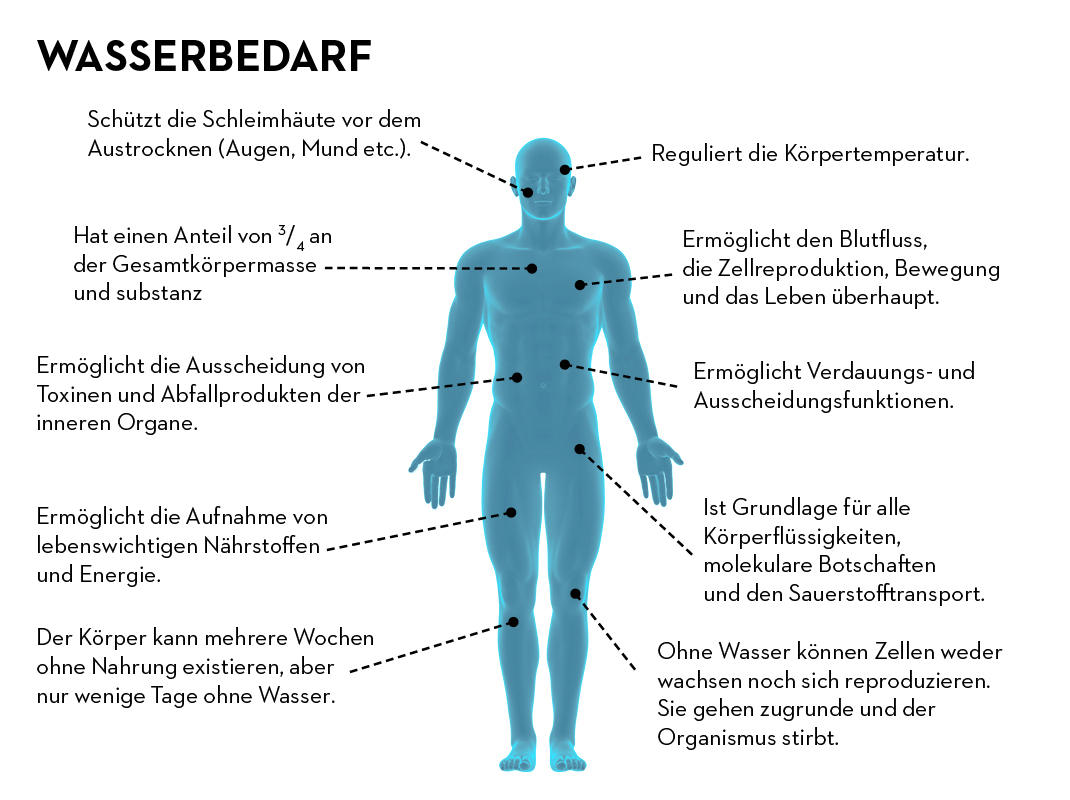 WASSERBEDARF
Schützt die Schleimhäute vor dem
Austrocknen (Augen, Mund etc.).
Reguliert die Körpertemperatur.
Hat einen Anteil von 3/4 an
der Gesamtkörpermasse
und substanz
Ermöglicht den Blutfluss,
die Zellreproduktion, Bewegung
und das Leben überhaupt.
Ermöglicht die Ausscheidung von
Toxinen und Abfallprodukten der
inneren Organe.
Ermöglicht Verdauungs- und
Ausscheidungsfunktionen.
Ermöglicht die Aufnahme von
lebenswichtigen Nährstoffen
und Energie.
Ist Grundlage für alle
Körperflüssigkeiten,
molekulare Botschaften
und den Sauerstofftransport.
Der Körper kann mehrere Wochen
ohne Nahrung existieren, aber
nur wenige Tage ohne Wasser.
Ohne Wasser können Zellen weder
wachsen noch sich reproduzieren.
Sie gehen zugrunde und der
Organismus stirbt.